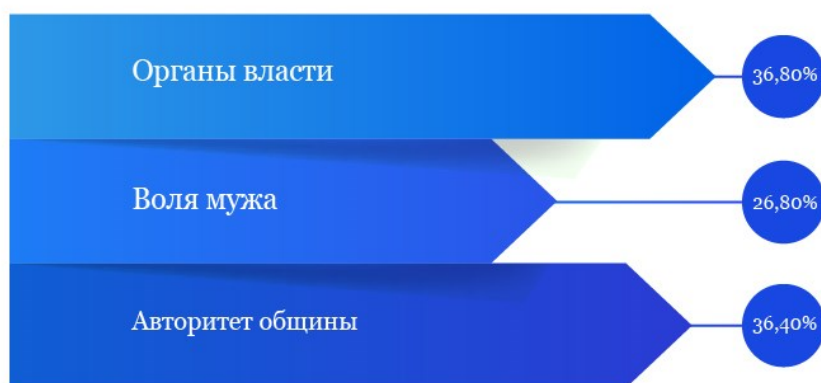 Органы власти
36,80%
Воля мужа
26,80%
Авторитет общины
36,40%